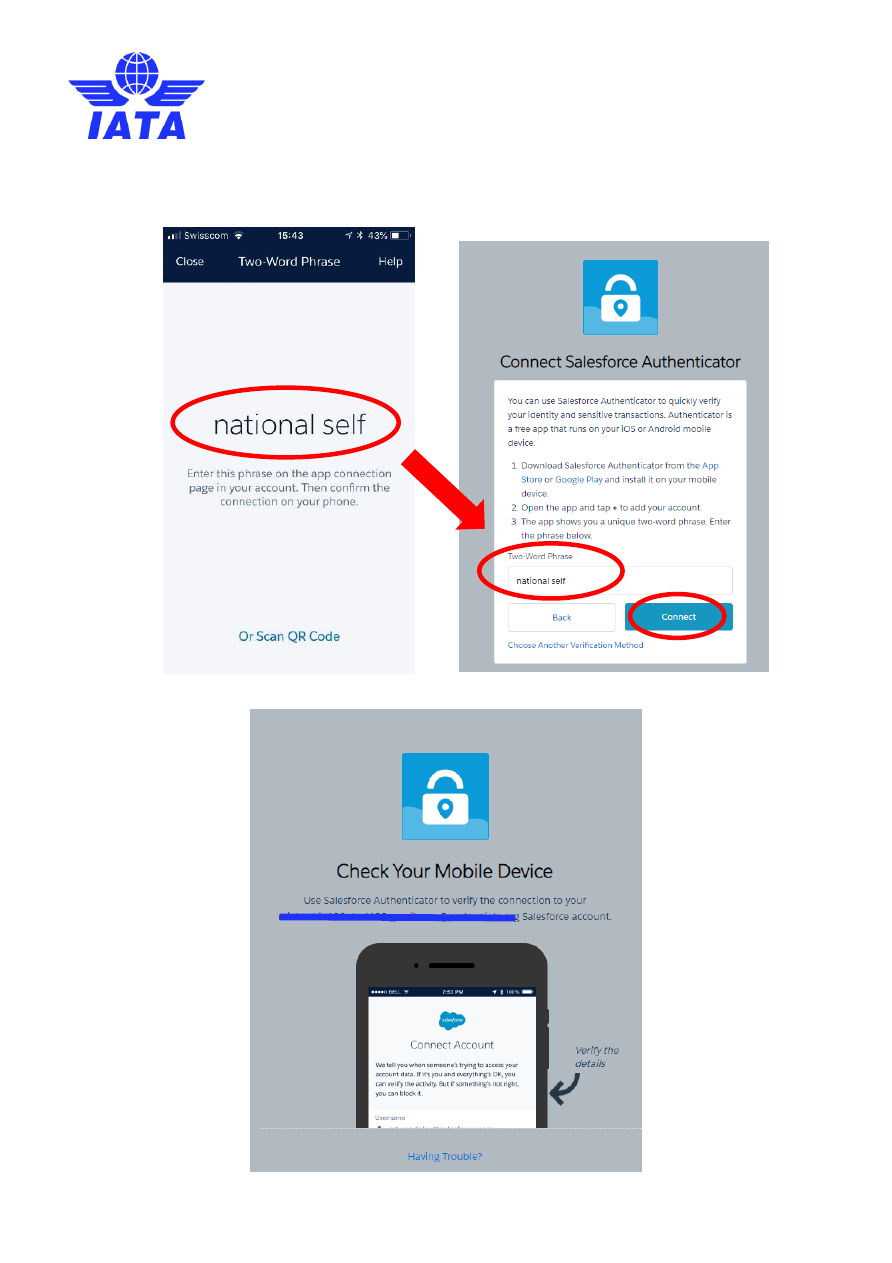 IATA
Swisscom 15:43 43%
Close Two-Word Phrase Help
national self
Enter this phrase on the app connection
page in your account. Then confirm the
connection on your phone.
Or Scan QR Code
Connect Salesforce Authenticator
You can use Salesforce Authenticator to quickly verify
your identity and sensitive transactions. Authenticator is
a free app that runs on your iOS or Android mobile
device.
1. Download Salesforce Authenticator from the App
Store or Google Play and install it on your mobile
device.
2. Open the app and tap + to add your account.
3. The app shows you a unique two-word phrase. Enter
the phrase below.
Two-Word Phrase
national self
Back Connect
Choose Another Verification Method
Check Your Mobile Device
Use Salesforce Authenticator to verify the connection to your
Salesforce account.
BELL 7:53 PM 100%
salesforce
Connect Account
We tell you when someone's trying to access your
account data. If it's you and everything's OK, you
can verify the activity. But if something's not right,
you can block it.
Username
Verify the
details
Having Trouble?